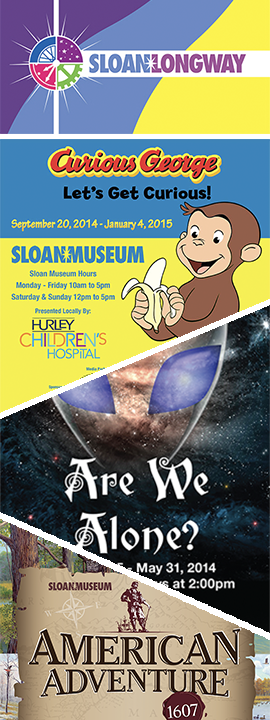 SLOAN LONGWAY
Curious George
Let's Get Curious!
September 20, 2014 - January 4, 2015
SLOAN MUSEUM
Sloan Museum Hours
Monday - Friday 10am to 5pm
Saturday & Sunday 12pm to 5pm
Presented Locally By:
HURLEY
CHILDREN'S
HOSPITAL
Media
Are We
Alone?
5 - May 31, 2014
at 2:00pm
SLOAN MUSEUM
AMERICAN
ADVENTURE
1607